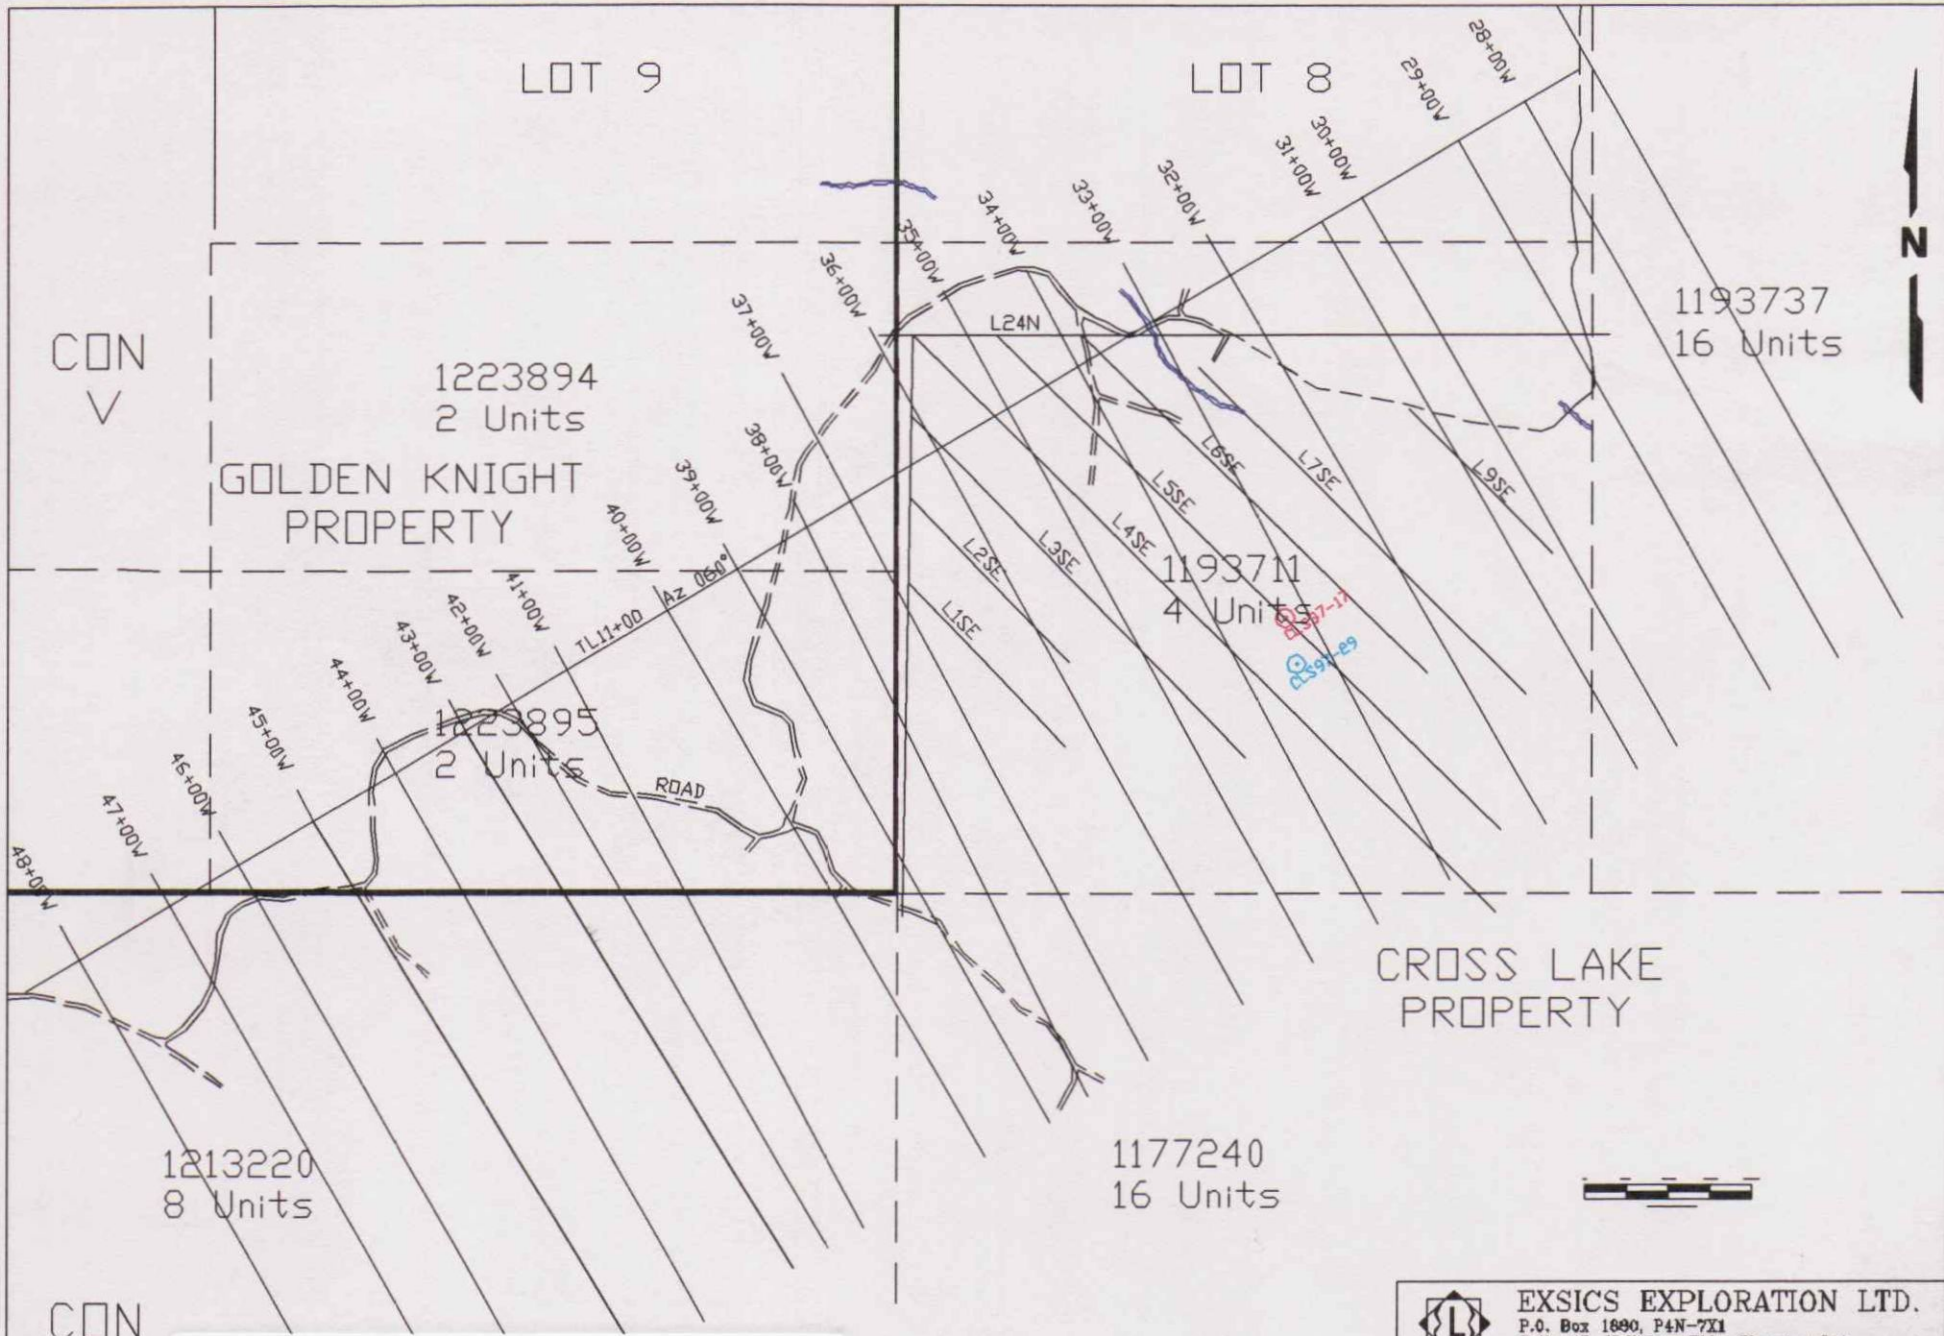 LOT 9
LOT 8
28+00W
29+00W
30+00W
31+00W
32+00W
33+00W
34+00W
35+00W
36+00W
37+00W
38+00W
39+00W
40+00W
41+00W
42+00W
43+00W
44+00W
45+00W
46+00W
47+00W
48+00W
N
1193737
16 Units
L24N
CON
V
1223894
2 Units
GOLDEN KNIGHT
PROPERTY
L6SE
L7SE
L9SE
L5SE
L4SE
L3SE
L2SE
L1SE
TL11+00 Az 060°
1193711
4 Units
1223895
2 Units
ROAD
CROSS LAKE
PROPERTY
1213220
8 Units
1177240
16 Units
CON
L
EXSICS EXPLORATION LTD.
P.O. Box 1880, P4N-7X1